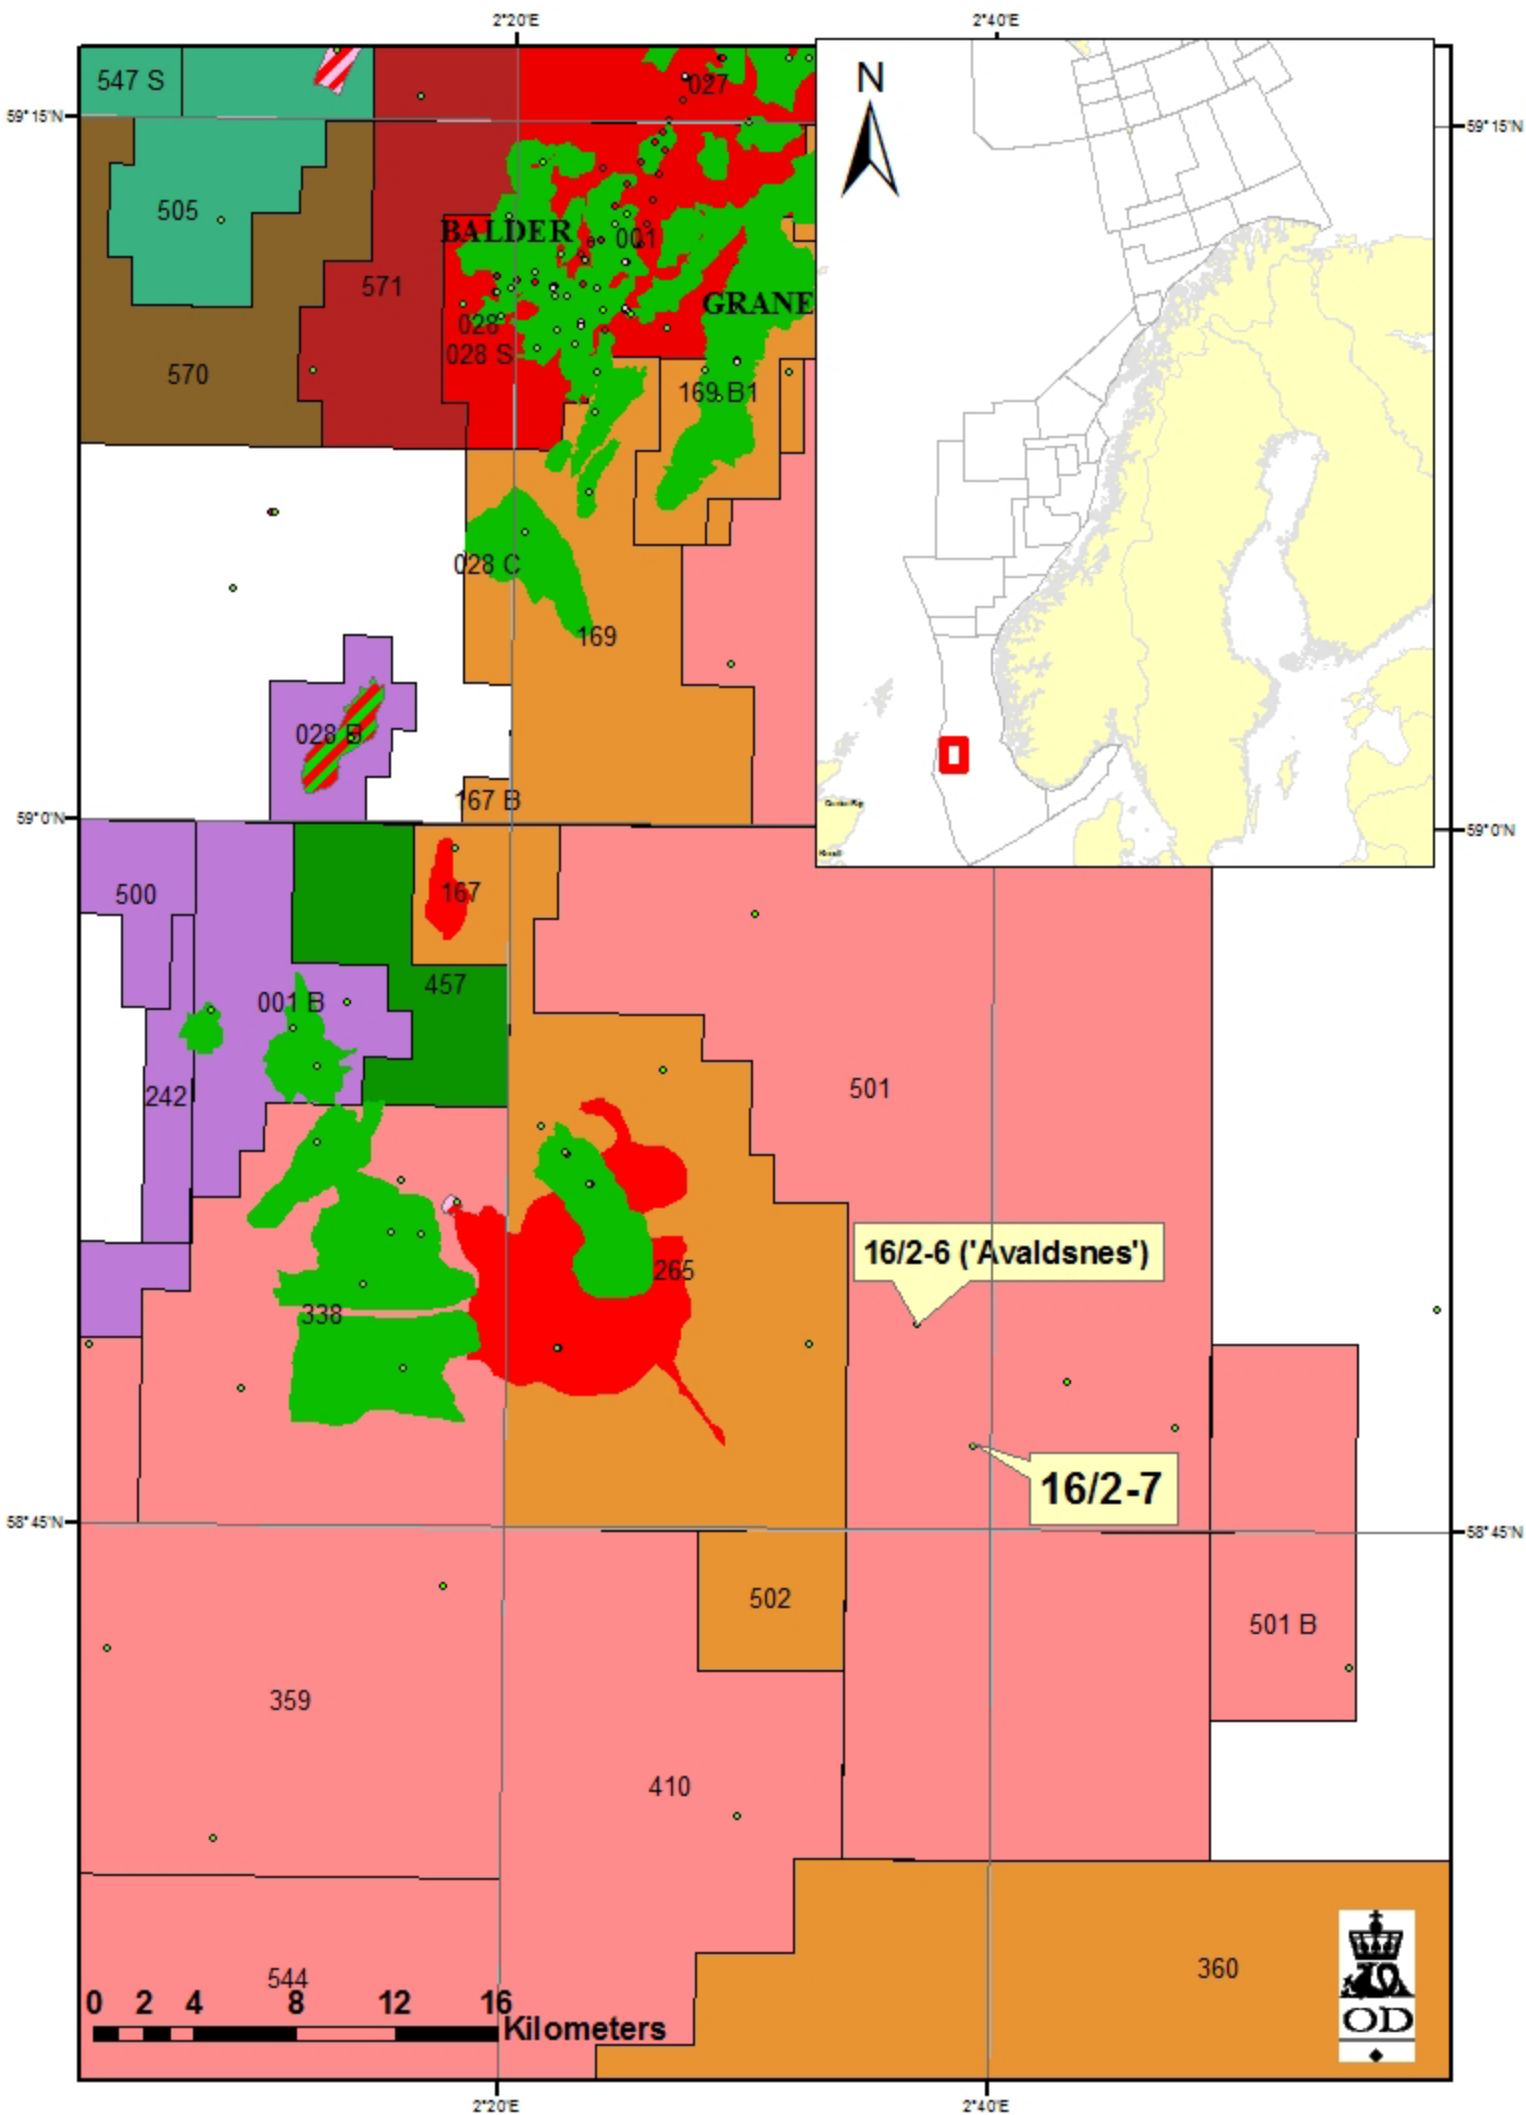 2°20'E
2°40'E
59°15'N
59°15'N
547 S
027
N
505
BALDER
001
571
GRANE
028
028 S
570
169 B1
028 C
169
028 B
167 B
59°0'N
59°0'N
500
167
457
001 B
242
501
16/2-6 ('Avaldsnes')
265
338
16/2-7
58°45'N
58°45'N
502
501 B
359
410
360
544
0 2 4 8 12 16
Kilometers
OD
2°20'E
2°40'E